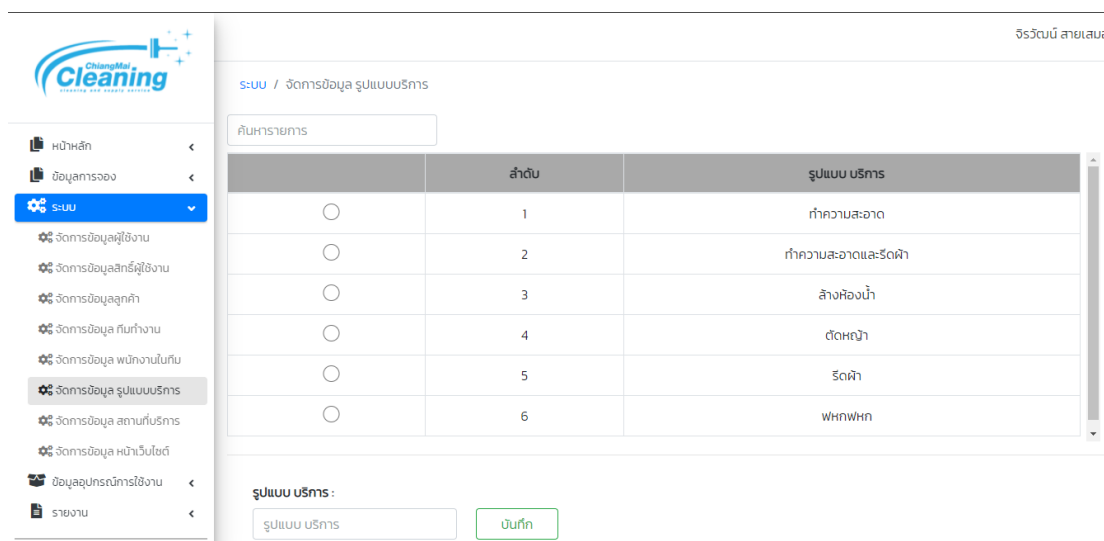 ChiangMai
Cleaning
cleaning and supply service
จิรวัฒน์ สายเสมอ
ระบบ / จัดการข้อมูล รูปแบบบริการ
หน้าหลัก
ข้อมูลการจอง
ระบบ
จัดการข้อมูลผู้ใช้งาน
จัดการข้อมูลสิทธิ์ผู้ใช้งาน
จัดการข้อมูลลูกค้า
จัดการข้อมูล ทีมทำงาน
จัดการข้อมูล พนักงานในทีม
จัดการข้อมูล รูปแบบบริการ
จัดการข้อมูล สถานที่บริการ
จัดการข้อมูล หน้าเว็บไซต์
ข้อมูลอุปกรณ์การใช้งาน
รายงาน
ค้นหารายการ
ลำดับ รูปแบบ บริการ
1 ทำความสะอาด
2 ทำความสะอาดและรีดผ้า
3 ล้างห้องน้ำ
4 ตัดหญ้า
5 รีดผ้า
6 ฟหกฟหก
รูปแบบ บริการ :
รูปแบบ บริการ บันทึก